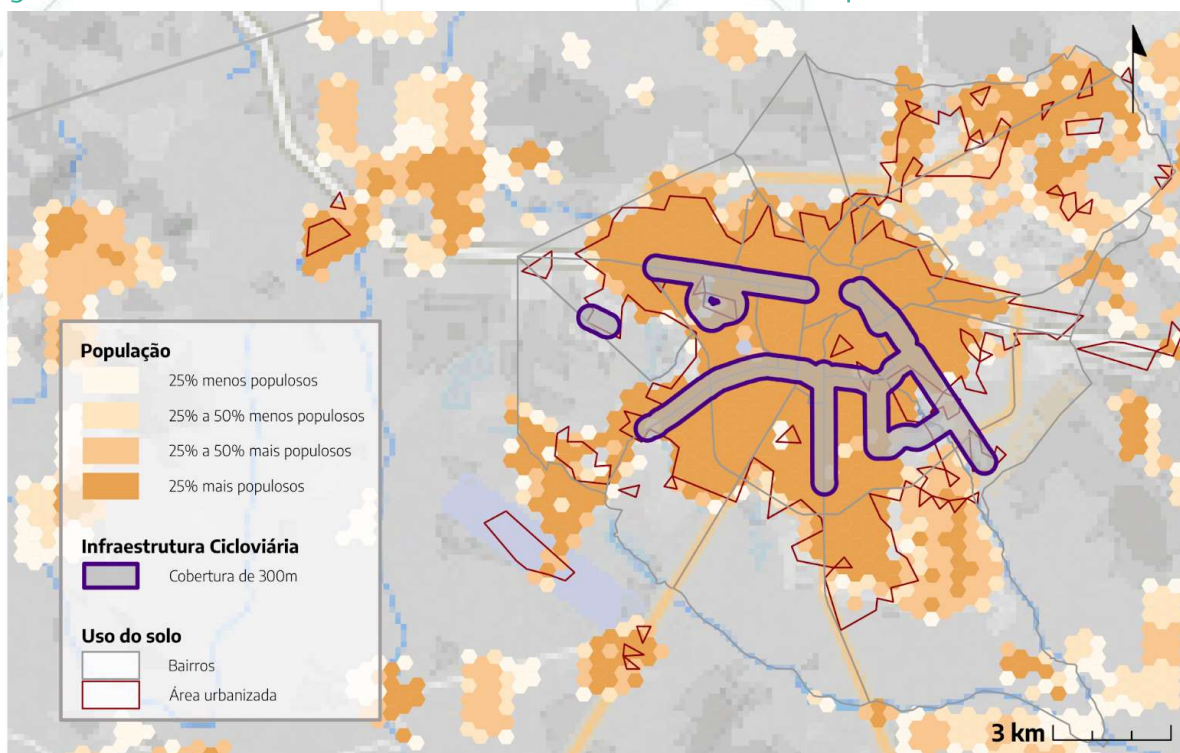 População
25% menos populosos
25% a 50% menos populosos
25% a 50% mais populosos
25% mais populosos
Infraestrutura Cicloviária
Cobertura de 300m
Uso do solo
Bairros
Área urbanizada
3 km